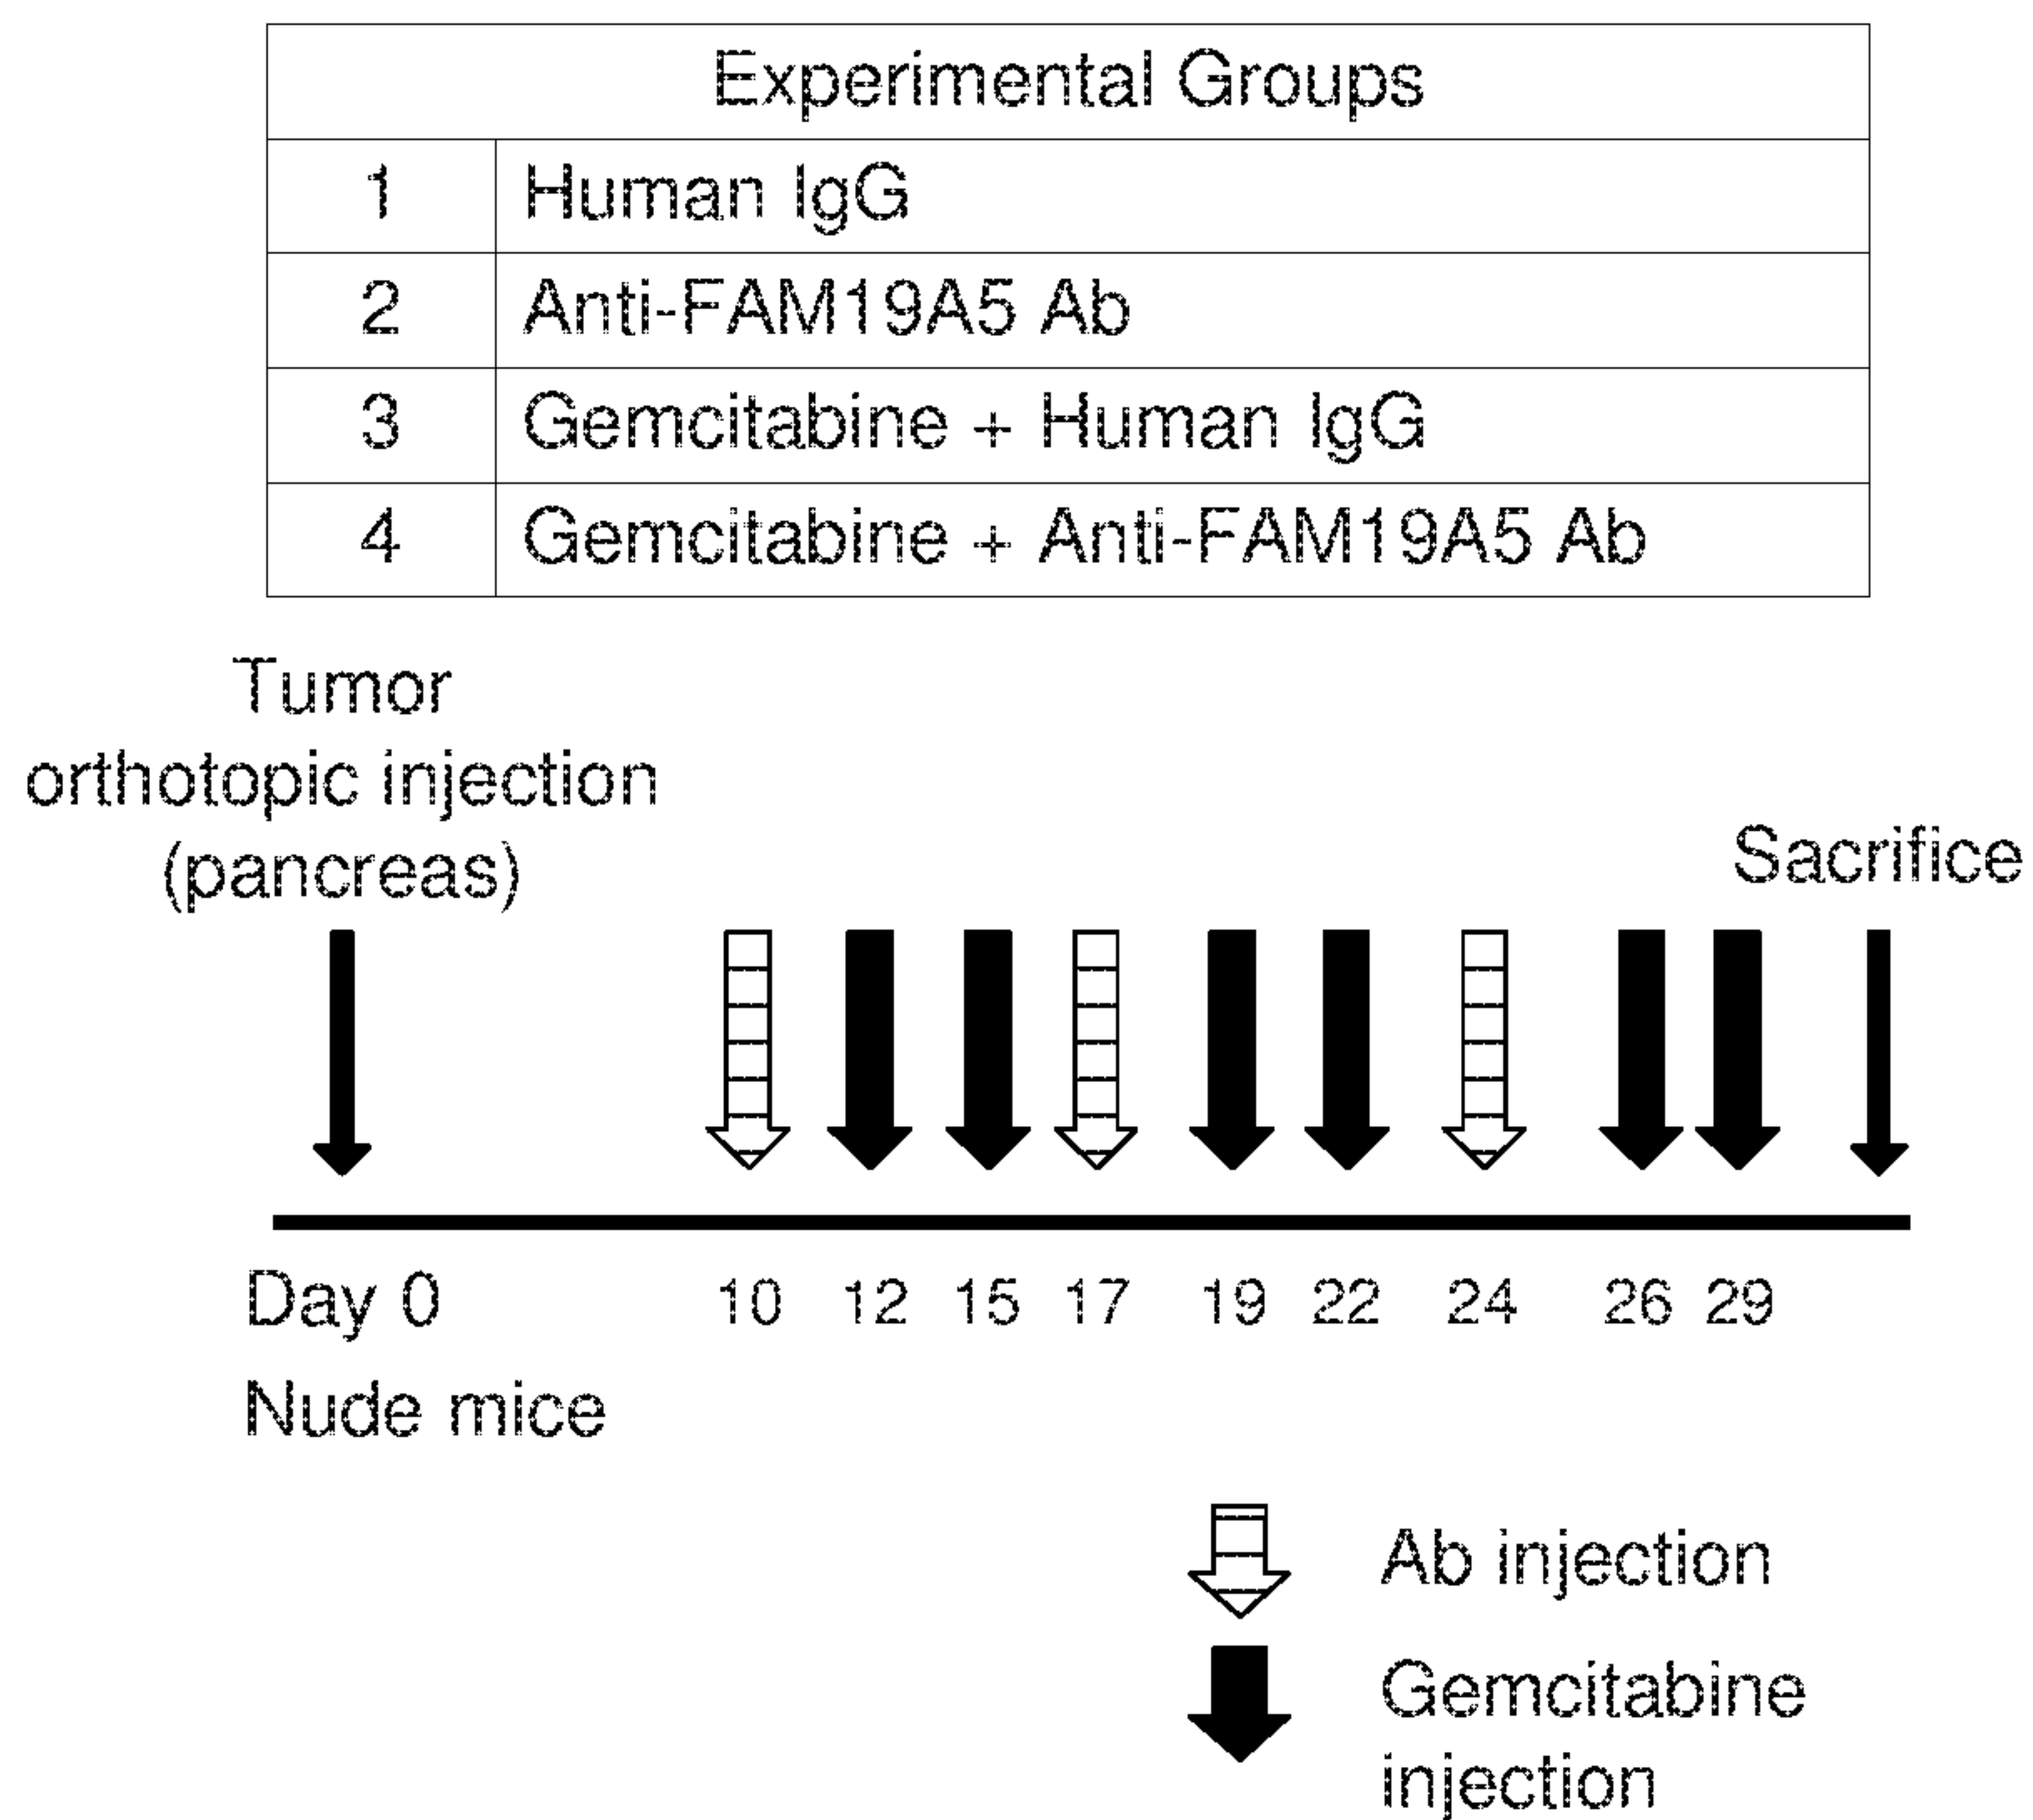 Experimental Groups
1 Human IgG
2 Anti-FAM19A5 Ab
3 Gemcitabine + Human IgG
4 Gemcitabine + Anti-FAM19A5 Ab
Tumor
orthotopic injection
(pancreas)
Sacrifice
Day 0 10 12 15 17 19 22 24 26 29
Nude mice
Ab injection
Gemcitabine
injection